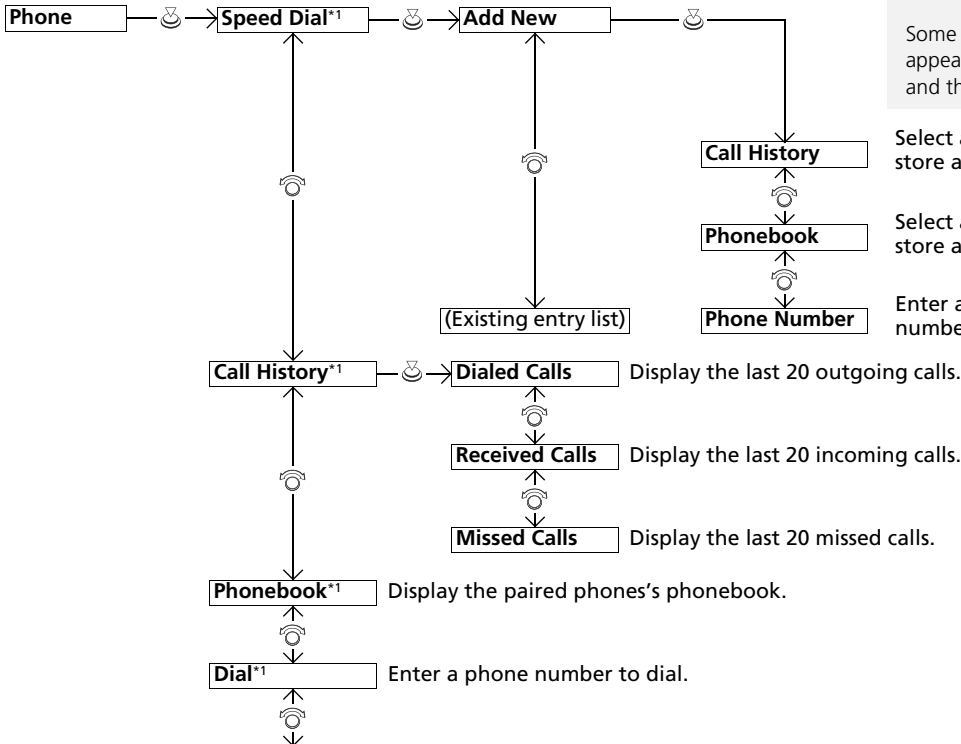 Phone
Speed Dial*1
Add New
Some
appea
and th
Call History
Select a
store a
Phonebook
Select a
store a
(Existing entry list)
Phone Number
Enter a
numbe
Call History*1
Dialed Calls
Display the last 20 outgoing calls.
Received Calls
Display the last 20 incoming calls.
Missed Calls
Display the last 20 missed calls.
Phonebook*1
Display the paired phones's phonebook.
Dial*1
Enter a phone number to dial.